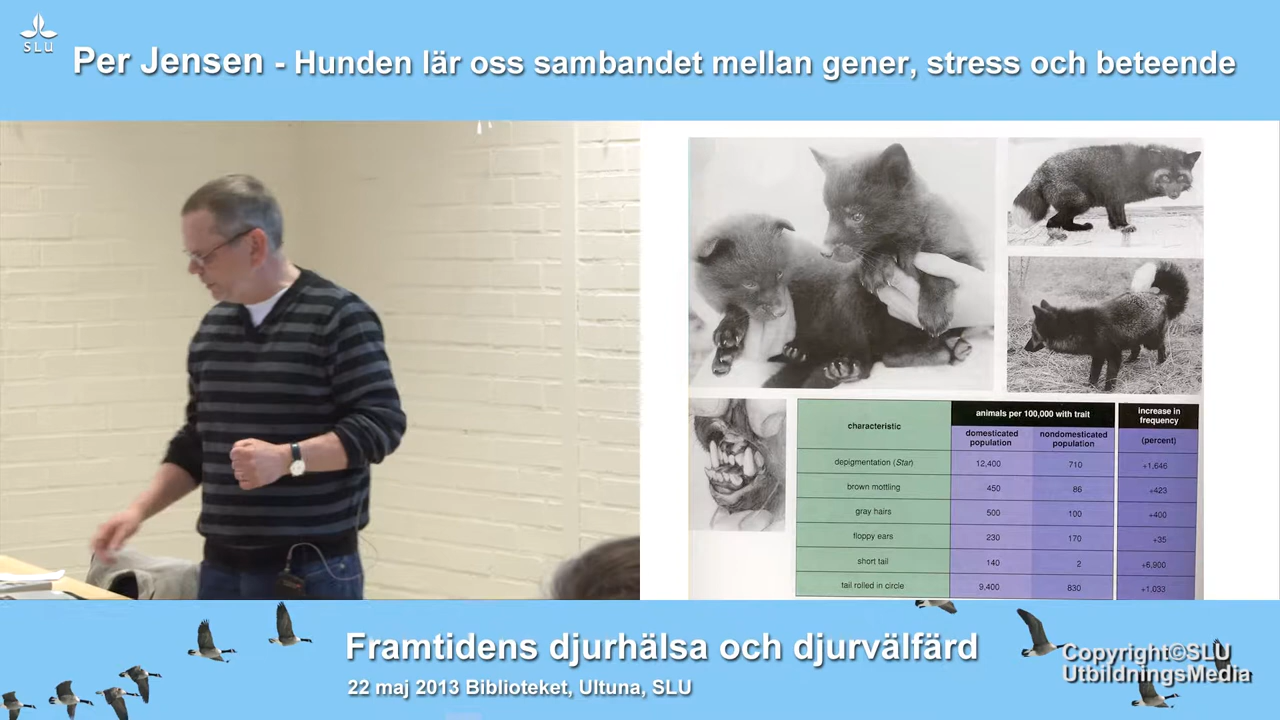 SLU
Per Jensen - Hunden lär oss sambandet mellan gener, stress och beteende
characteristic
animals per 100,000 with trait
increase in frequency
domesticated population
nondomesticated population
(percent)
depigmentation (Star) 12,400 710 +1,646
brown mottling 450 86 +423
gray hairs 500 100 +400
floppy ears 230 170 +35
short tail 140 2 +6,900
tail rolled in circle 9,400 830 +1,033
Framtidens djurhälsa och djurvälfärd
22 maj 2013 Biblioteket, Ultuna, SLU
Copyright©SLU
UtbildningsMedia